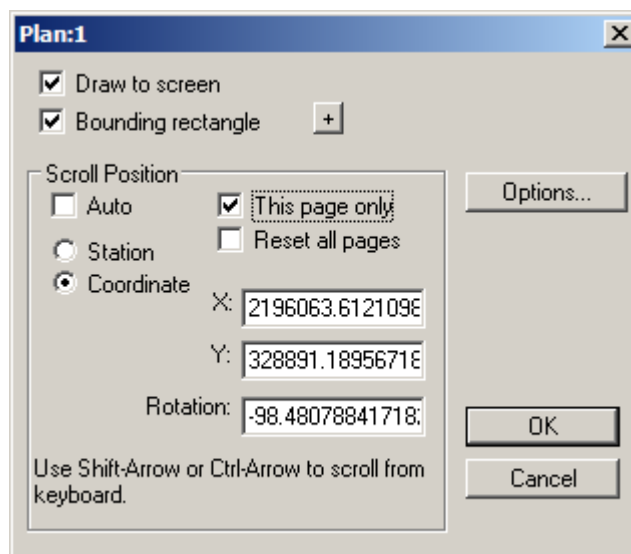 Plan:1
Draw to screen
Bounding rectangle +
Scroll Position
Auto
This page only
Options...
Station
Reset all pages
Coordinate
X: 2196063.6121098
Y: 328891.18956718
Rotation: -98.4807884171
OK
Use Shift-Arrow or Ctrl-Arrow to scroll from
keyboard.
Cancel